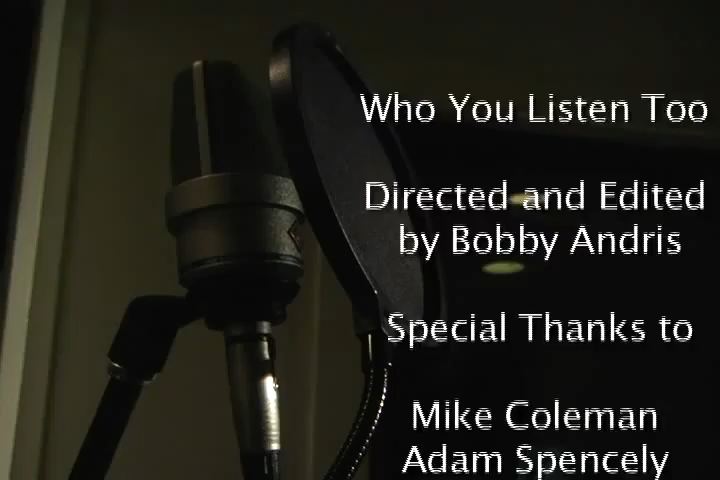 Who You Listen Too
Directed and Edited
by Bobby Andris
Special Thanks to
Mike Coleman
Adam Spencely